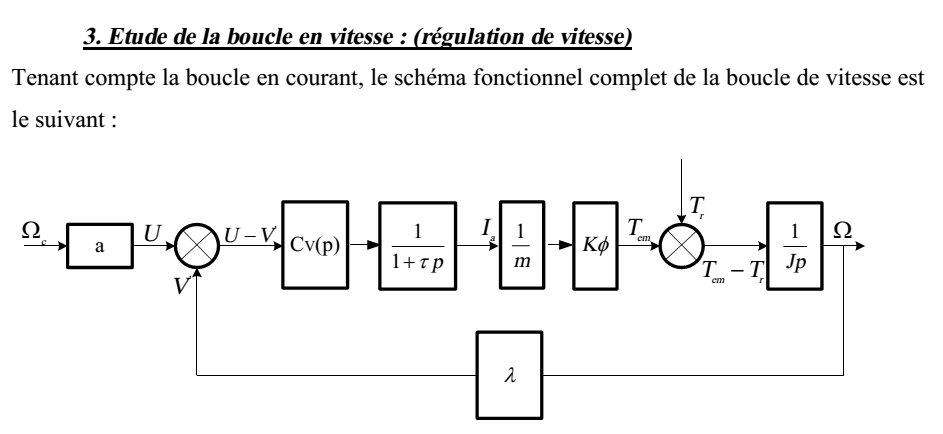 3. Etude de la boucle en vitesse : (régulation de vitesse)
Tenant compte la boucle en courant, le schéma fonctionnel complet de la boucle de vitesse est
le suivant :
Ω_c
a
U
U – V
V
Cv(p)
1
1+ τ p
I_a
1
m
Kϕ
T_em
T_r
T_em – T_r
1
Jp
Ω
λ